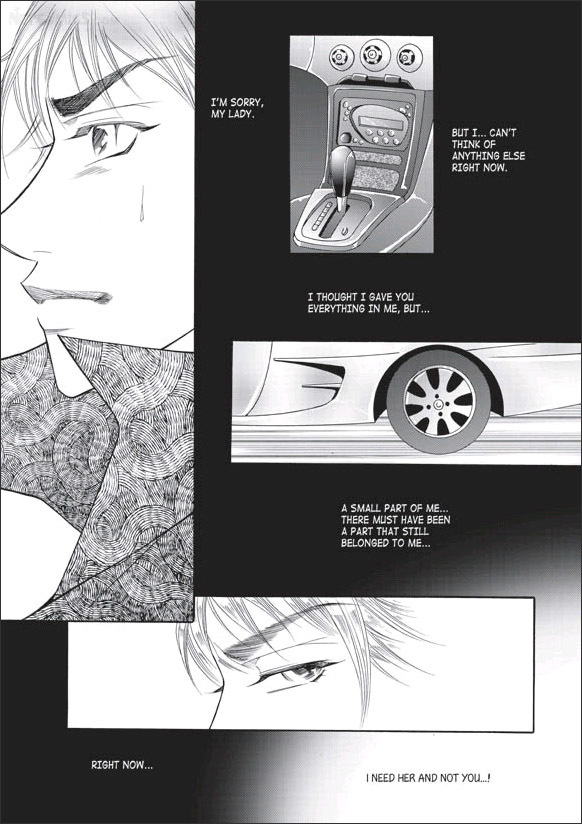 I'M SORRY,
MY LADY.
BUT I... CAN'T
THINK OF
ANYTHING ELSE
RIGHT NOW.
I THOUGHT I GAVE YOU
EVERYTHING IN ME, BUT...
A SMALL PART OF ME...
THERE MUST HAVE BEEN
A PART THAT STILL
BELONGED TO ME...
RIGHT NOW...
I NEED HER AND NOT YOU...!